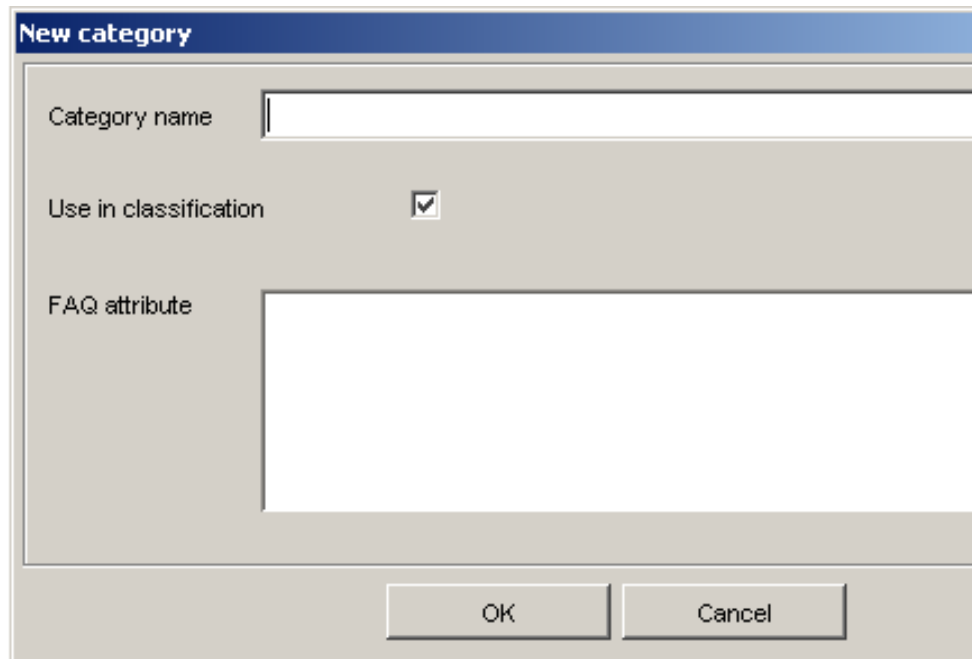 New category
Category name
Use in classification
FAQ attribute
OK Cancel